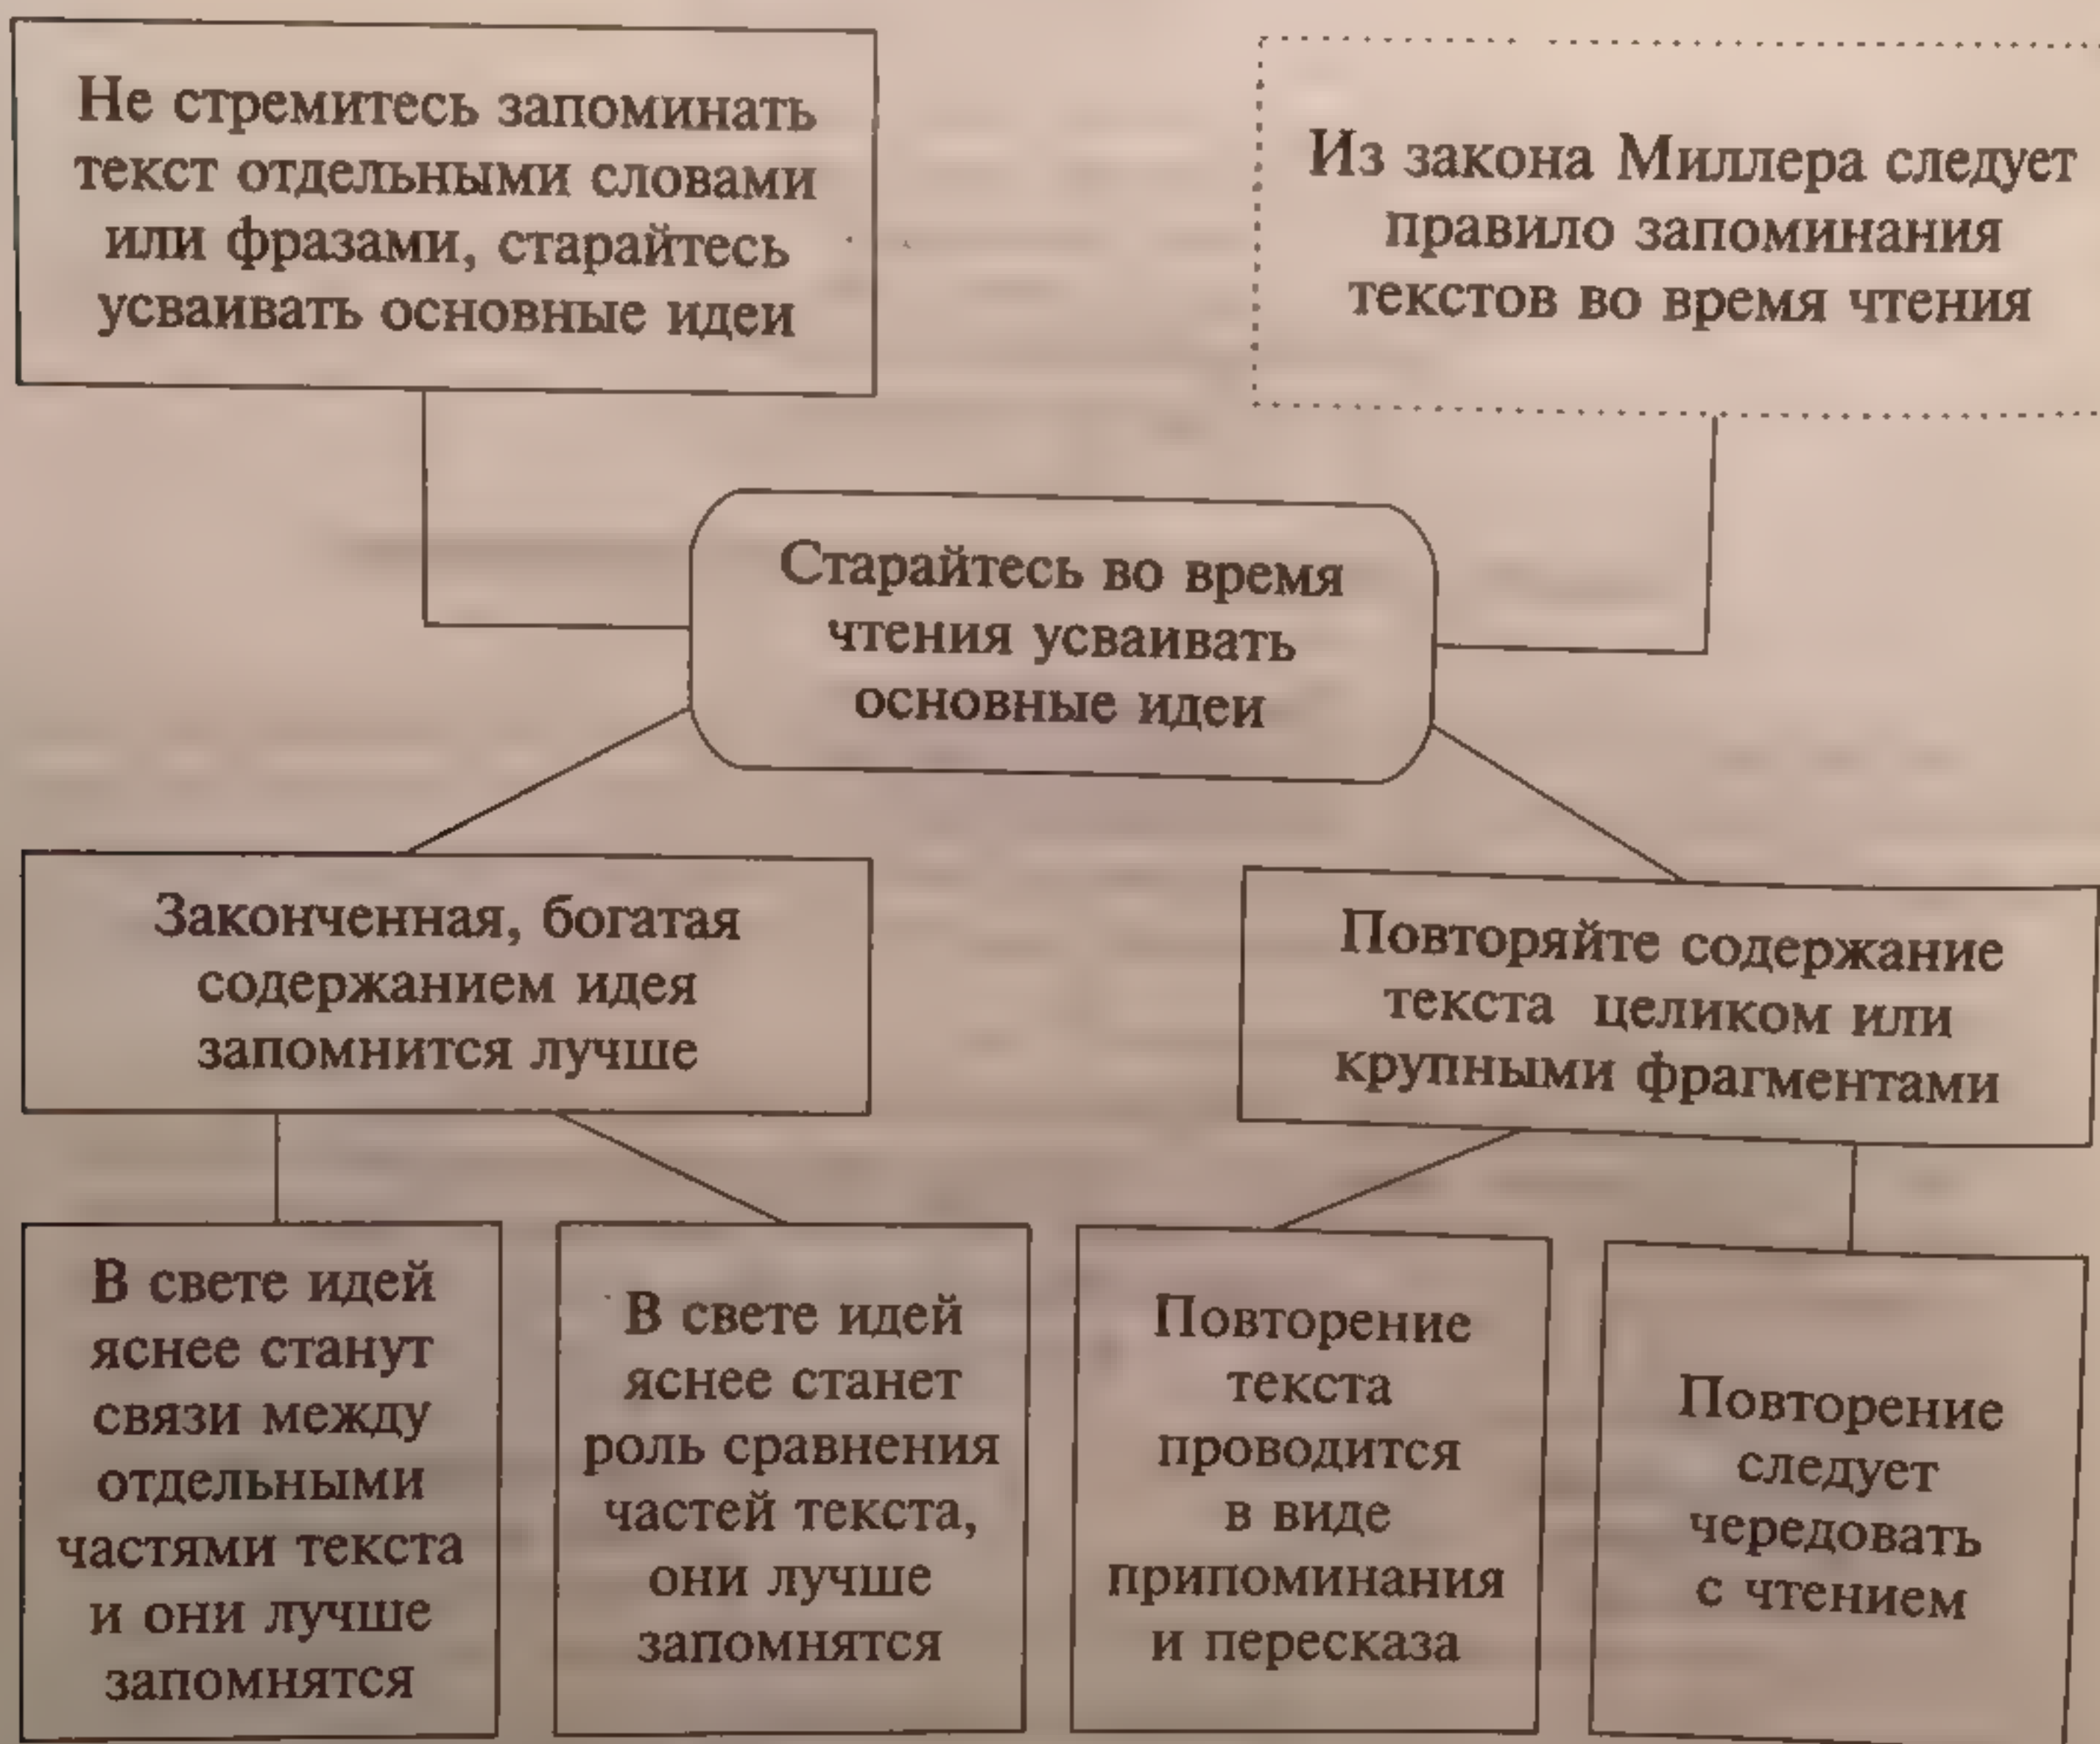 Не стремитесь запоминать
текст отдельными словами
или фразами, старайтесь
усваивать основные идеи
Из закона Миллера следует
правило запоминания
текстов во время чтения
Старайтесь во время
чтения усваивать
основные идеи
Законченная, богатая
содержанием идея
запомнится лучше
Повторяйте содержание
текста целиком или
крупными фрагментами
В свете идей
яснее станут
связи между
отдельными
частями текста
и они лучше
запомнятся
В свете идей
яснее станет
роль сравнения
частей текста,
они лучше
запомнятся
Повторение
текста
проводится
в виде
припоминания
и пересказа
Повторение
следует
чередовать
с чтением